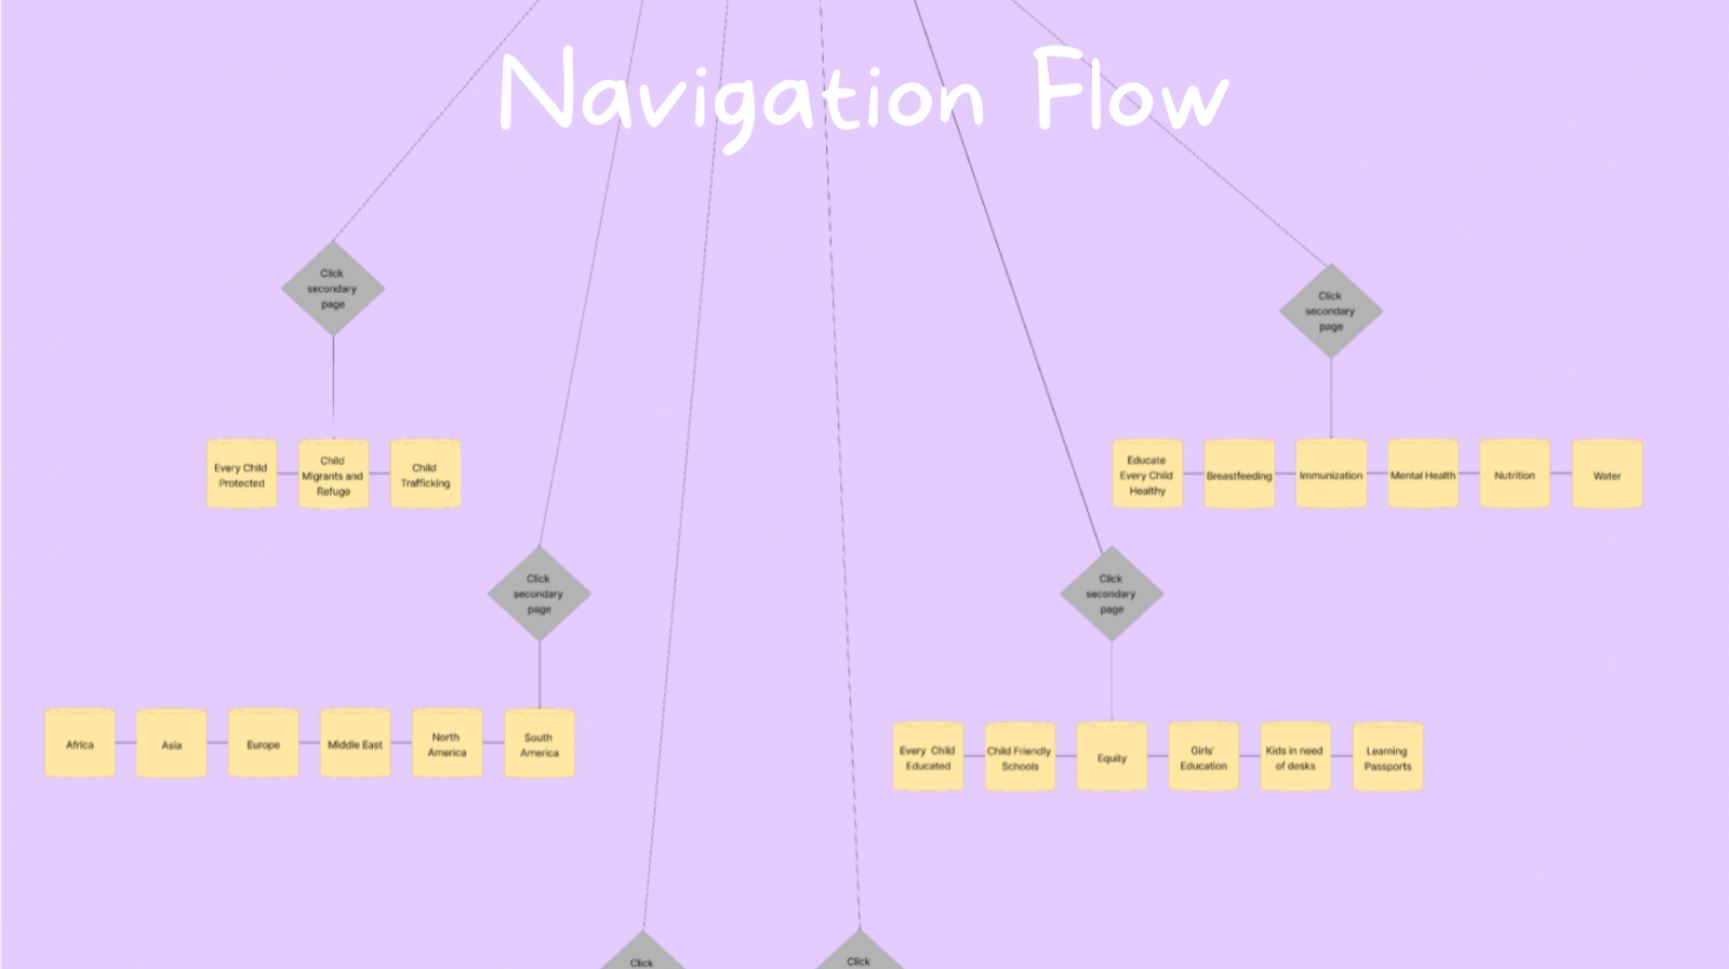 Navigation Flow
Click
secondary
page
Click
secondary
page
Every Child
Protected
Child
Migrants and
Refuge
Child
Trafficking
Educate
Every Child
Healthy
Breastfeeding
Immunization
Mental Health
Nutrition
Water
Click
secondary
page
Click
secondary
page
Africa
Asia
Europe
Middle East
North
America
South
America
Every Child
Educated
Child Friendly
Schools
Equity
Girls'
Education
Kids in need
of desks
Learning
Passports
Click
Click